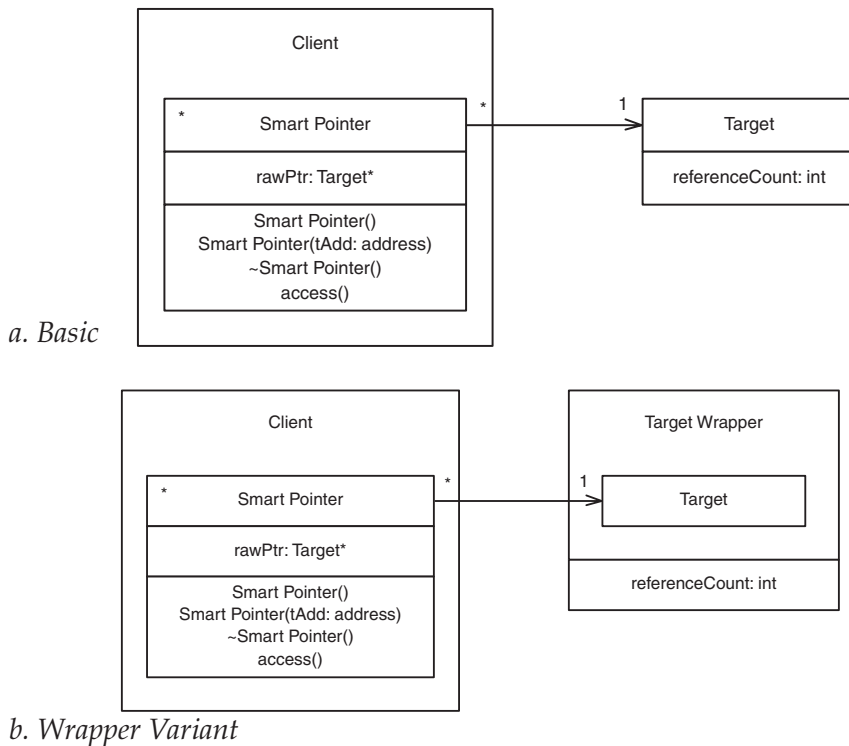 Client
*
Smart Pointer
*
1
Target
rawPtr: Target*
referenceCount: int
Smart Pointer()
Smart Pointer(tAdd: address)
~Smart Pointer()
access()
a. Basic
Client
Target Wrapper
*
Smart Pointer
*
1
Target
rawPtr: Target*
referenceCount: int
Smart Pointer()
Smart Pointer(tAdd: address)
~Smart Pointer()
access()
b. Wrapper Variant